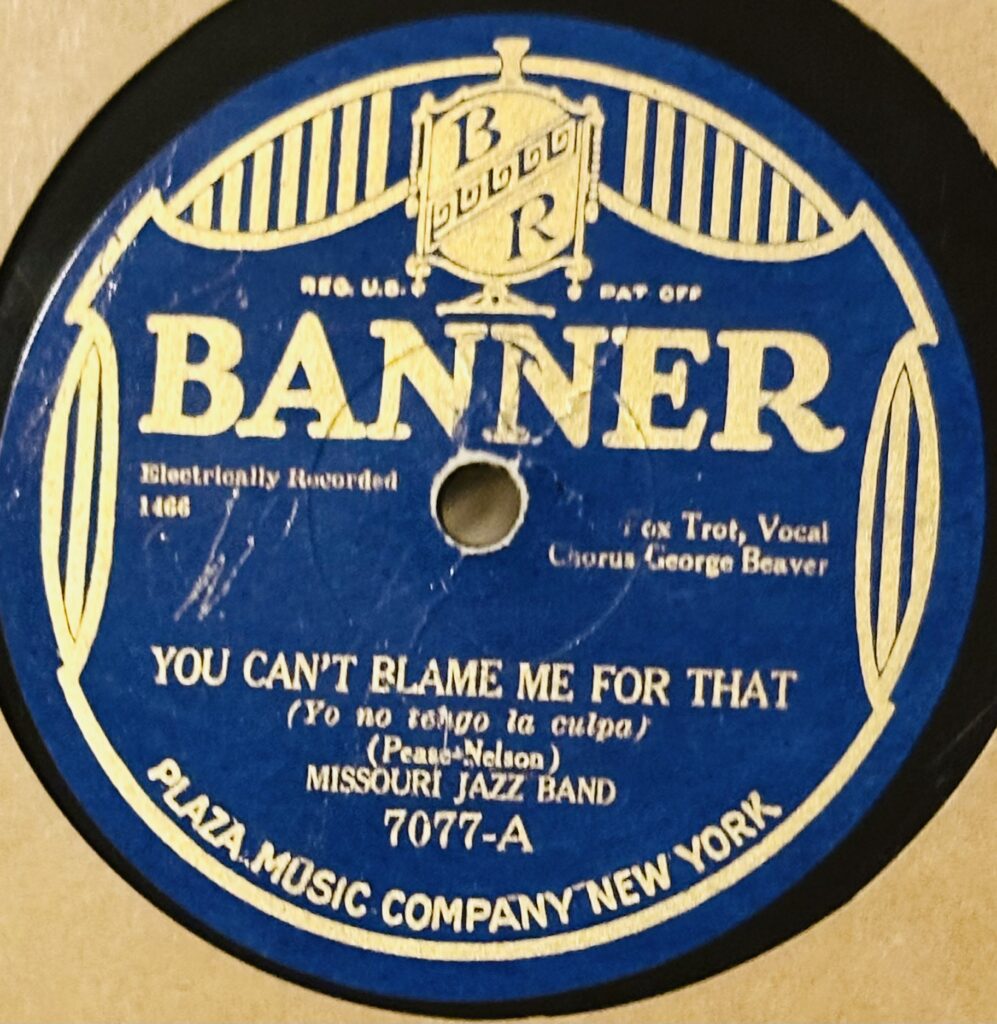 B
R
REG. U.S. PAT OFF
BANNER
Electrically Recorded
1466
Fox Trot, Vocal
Chorus George Beaver
YOU CAN'T BLAME ME FOR THAT
(Yo no tengo la culpa)
(Pease-Nelson)
MISSOURI JAZZ BAND
7077-A
PLAZA MUSIC COMPANY NEW YORK